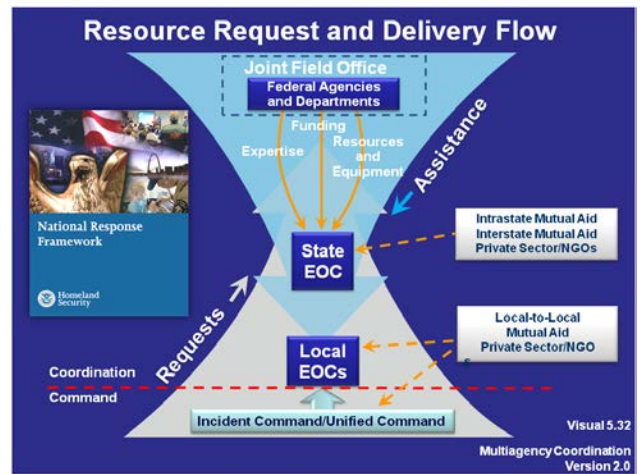 Resource Request and Delivery Flow
Joint Field Office
Federal Agencies
and Departments
Funding
Expertise
Resources
and
Equipment
Assistance
National Response
Framework
Homeland
Security
State
EOC
Intrastate Mutual Aid
Interstate Mutual Aid
Private Sector/NGOs
Requests
Local
EOCs
Local-to-Local
Mutual Aid
Private Sector/NGO
s
Coordination
Command
Incident Command/Unified Command
Visual 5.32
Multiagency Coordination
Version 2.0